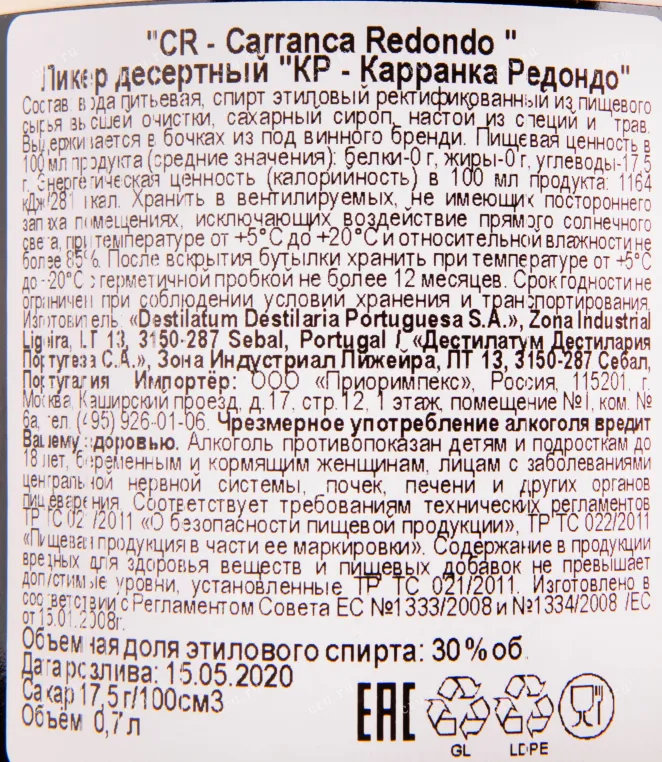 "CR - Carranca Redondo "
Ликер десертный "КР - Карранка Редондо"
Состав: вода питьевая, спирт этиловый ректификованный из пищевого
сырья высшей очистки, сахарный сироп, настой из специй и трав.
Выдерживается в бочках из под винного бренди. Пищевая ценность в
100 мл продукта (средние значения): белки-0 г, жиры-0 г, углеводы-17,5
г. Энергетическая ценность (калорийность) в 100 мл продукта: 1164
кДж/281 ккал. Хранить в вентилируемых, не имеющих постороннего
запаха помещениях, исключающих воздействие прямого солнечного
света, при температуре от +5°C до +20°C и относительной влажности не
более 85%. После вскрытия бутылки хранить при температуре от +5°C
до -20°C с герметичной пробкой не более 12 месяцев. Срок годности не
ограничен при соблюдении условий хранения и транспортирования.
Изготовитель: «Destilatum Destilaria Portuguesa S.A.», Zona Industrial
Ligeira, LT 13, 3150-287 Sebal, Portugal / «Дестилатум Дестилария
Португеза С.А.», Зона Индустриал Лижейра, ЛТ 13, 3150-287 Себал,
Португалия Импортёр: ООО «Приоримпекс», Россия, 115201, г.
Москва, Каширский проезд, д.17, стр.12, 1 этаж, помещение №I, ком. №
6а, тел. (495) 926-01-06. Чрезмерное употребление алкоголя вредит
Вашему здоровью. Алкоголь противопоказан детям и подросткам до
18 лет, беременным и кормящим женщинам, лицам с заболеваниями
центральной нервной системы, почек, печени и других органов
пищеварения. Соответствует требованиям технических регламентов
ТР ТС 021/2011 «О безопасности пищевой продукции», ТР ТС 022/2011
«Пищевая продукция в части ее маркировки». Содержание в продукции
вредных для здоровья веществ и пищевых добавок не превышает
допустимые уровни, установленные ТР ТС 021/2011. Изготовлено в
соответствии с Регламентом Совета ЕС №1333/2008 и №1334/2008 /ЕС
от 15.01.2008г.
Объемная доля этилового спирта: 30% об.
Дата розлива: 15.05.2020
Сахар 17,5г/100см3
Объём 0,7л
EAC
GL
LDPE